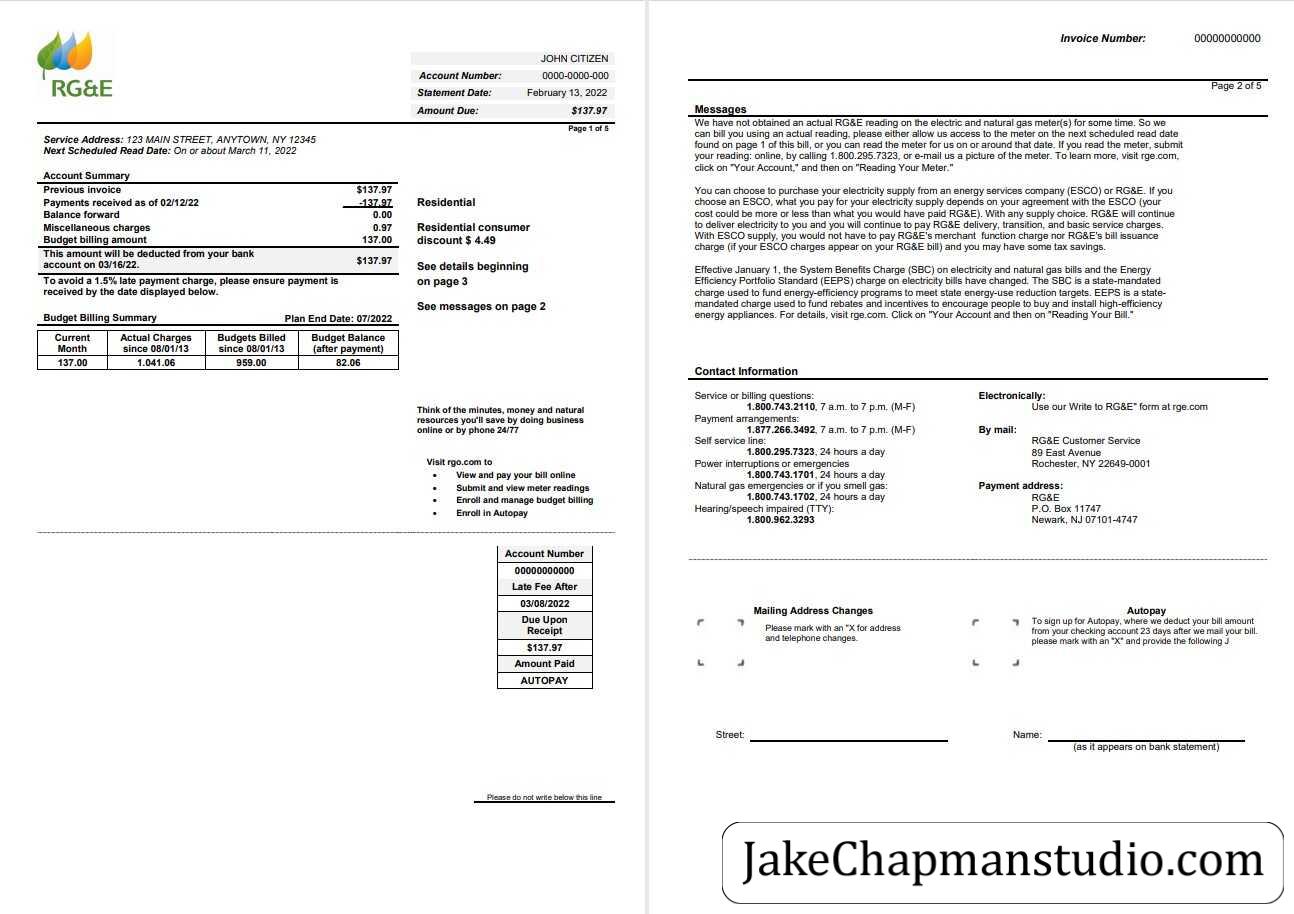 RG&E
JOHN CITIZEN
Account Number: 0000-0000-000
Statement Date: February 13, 2022
Amount Due: $137.97
Page 1 of 5
Service Address: 123 MAIN STREET, ANYTOWN, NY 12345
Next Scheduled Read Date: On or about March 11, 2022
Account Summary
Previous invoice $137.97
Payments received as of 02/12/22 -137.97
Balance forward 0.00
Miscellaneous charges 0.97
Budget billing amount 137.00
This amount will be deducted from your bank
account on 03/16/22. $137.97
To avoid a 1.5% late payment charge, please ensure payment is
received by the date displayed below.
Residential
Residential consumer
discount $ 4.49
See details beginning
on page 3
See messages on page 2
Budget Billing Summary Plan End Date: 07/2022
Current Month Actual Charges since 08/01/13 Budgets Billed since 08/01/13 Budget Balance (after payment)
137.00 1.041.06 959.00 82.06
Think of the minutes, money and natural
resources you'll save by doing business
online or by phone 24/77
Visit rgo.com to
• View and pay your bill online
• Submit and view meter readings
• Enroll and manage budget billing
• Enroll in Autopay
Account Number
00000000000
Late Fee After
03/08/2022
Due Upon
Receipt
$137.97
Amount Paid
AUTOPAY
Please do not write below this line
Invoice Number: 00000000000
Page 2 of 5
Messages
We have not obtained an actual RG&E reading on the electric and natural gas meter(s) for some time. So we
can bill you using an actual reading, please either allow us access to the meter on the next scheduled read date
found on page 1 of this bill, or you can read the meter for us on or around that date. If you read the meter, submit
your reading: online, by calling 1.800.295.7323, or e-mail us a picture of the meter. To learn more, visit rge.com,
click on "Your Account," and then on "Reading Your Meter."
You can choose to purchase your electricity supply from an energy services company (ESCO) or RG&E. If you
choose an ESCO, what you pay for your electricity supply depends on your agreement with the ESCO (your
cost could be more or less than what you would have paid RG&E). With any supply choice. RG&E will continue
to deliver electricity to you and you will continue to pay RG&E delivery, transition, and basic service charges.
With ESCO supply, you would not have to pay RG&E's merchant function charge nor RG&E's bill issuance
charge (if your ESCO charges appear on your RG&E bill) and you may have some tax savings.
Effective January 1, the System Benefits Charge (SBC) on electricity and natural gas bills and the Energy
Efficiency Portfolio Standard (EEPS) charge on electricity bills have changed. The SBC is a state-mandated
charge used to fund energy-efficiency programs to meet state energy-use reduction targets. EEPS is a state-
mandated charge used to fund rebates and incentives to encourage people to buy and install high-efficiency
energy appliances. For details, visit rge.com. Click on "Your Account and then on "Reading Your Bill."
Contact Information
Service or billing questions:
1.800.743.2110, 7 a.m. to 7 p.m. (M-F)
Payment arrangements:
1.877.266.3492, 7 a.m. to 7 p.m. (M-F)
Self service line:
1.800.295.7323, 24 hours a day
Power interruptions or emergencies
1.800.743.1701, 24 hours a day
Natural gas emergencies or if you smell gas:
1.800.743.1702, 24 hours a day
Hearing/speech impaired (TTY):
1.800.962.3293
Electronically:
Use our Write to RG&E" form at rge.com
By mail:
RG&E Customer Service
89 East Avenue
Rochester, NY 22649-0001
Payment address:
RG&E
P.O. Box 11747
Newark, NJ 07101-4747
Mailing Address Changes
Please mark with an "X for address
and telephone changes.
Autopay
To sign up for Autopay, where we deduct your bill amount
from your checking account 23 days after we mail your bill.
please mark with an "X" and provide the following J
Street:
Name:
(as it appears on bank statement)
JakeChapmanstudio.com